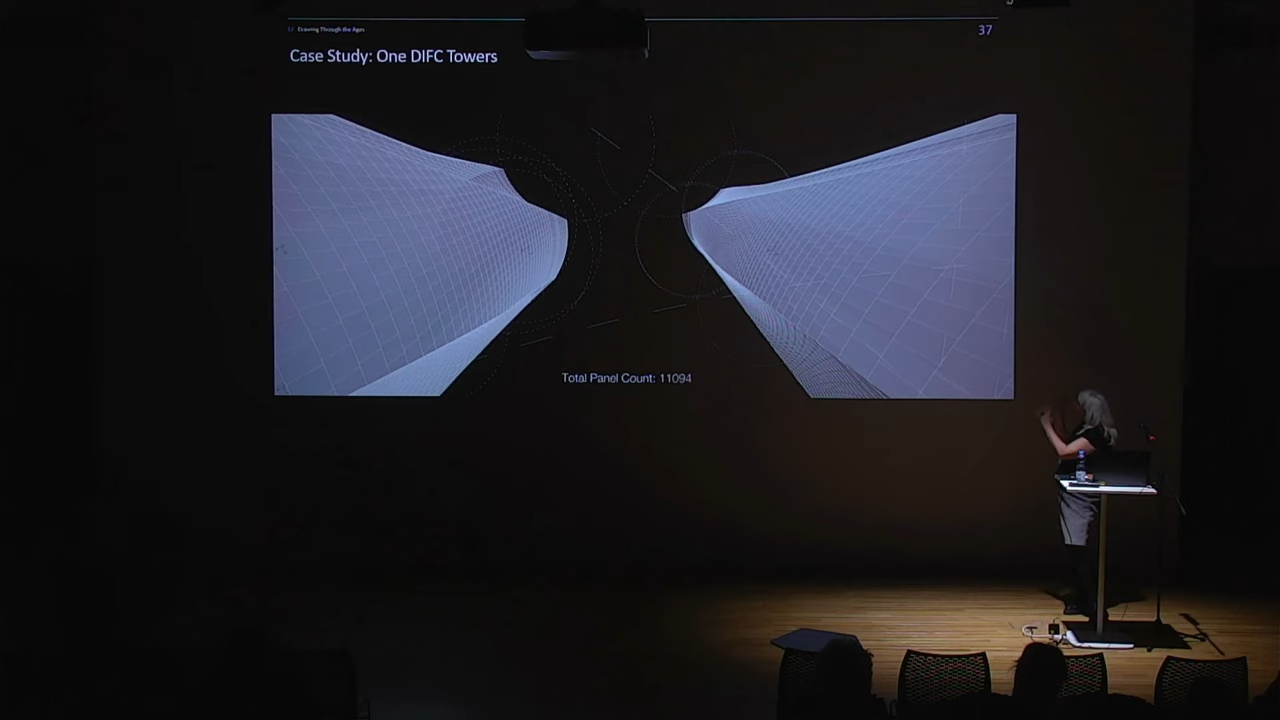 Drawing Through the Ages
37
Case Study: One DIFC Towers
Total Panel Count: 11094